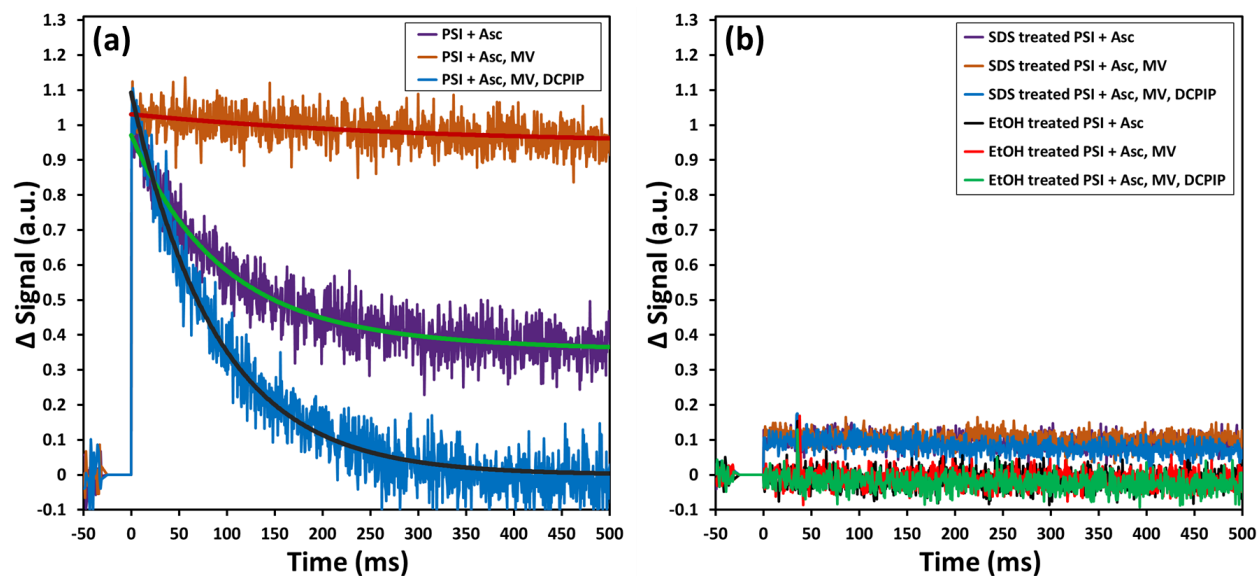 (a)
PSI + Asc
PSI + Asc, MV
PSI + Asc, MV, DCPIP
Δ Signal (a.u.)
1.3
1.2
1.1
1
0.9
0.8
0.7
0.6
0.5
0.4
0.3
0.2
0.1
0
-0.1
-50 0 50 100 150 200 250 300 350 400 450 500
Time (ms)
(b)
SDS treated PSI + Asc
SDS treated PSI + Asc, MV
SDS treated PSI + Asc, MV, DCPIP
EtOH treated PSI + Asc
EtOH treated PSI + Asc, MV
EtOH treated PSI + Asc, MV, DCPIP
Δ Signal (a.u.)
1.3
1.2
1.1
1
0.9
0.8
0.7
0.6
0.5
0.4
0.3
0.2
0.1
0
-0.1
-50 0 50 100 150 200 250 300 350 400 450 500
Time (ms)